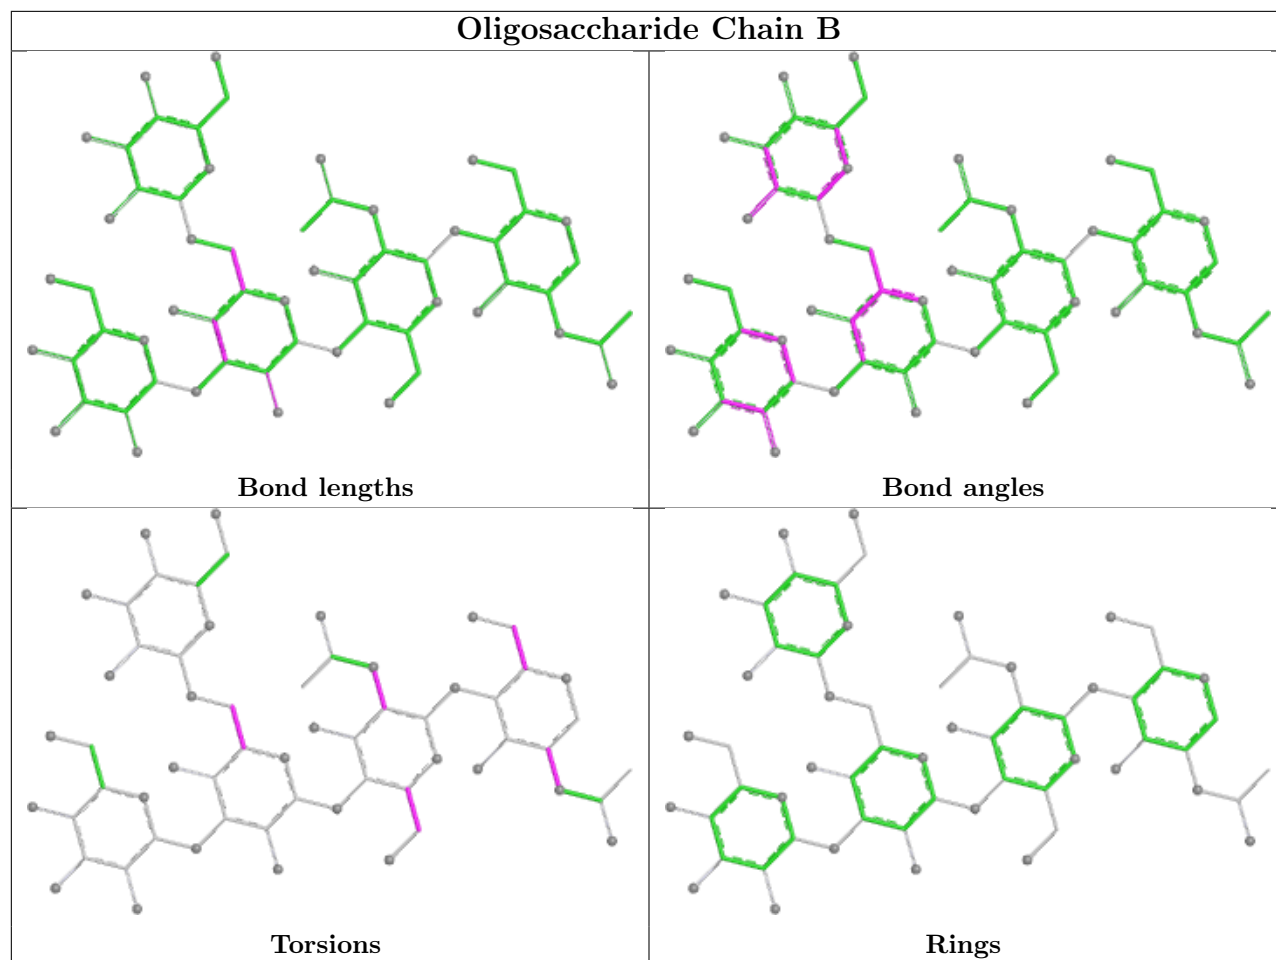 Oligosaccharide Chain B
Bond lengths
Bond angles
Torsions
Rings